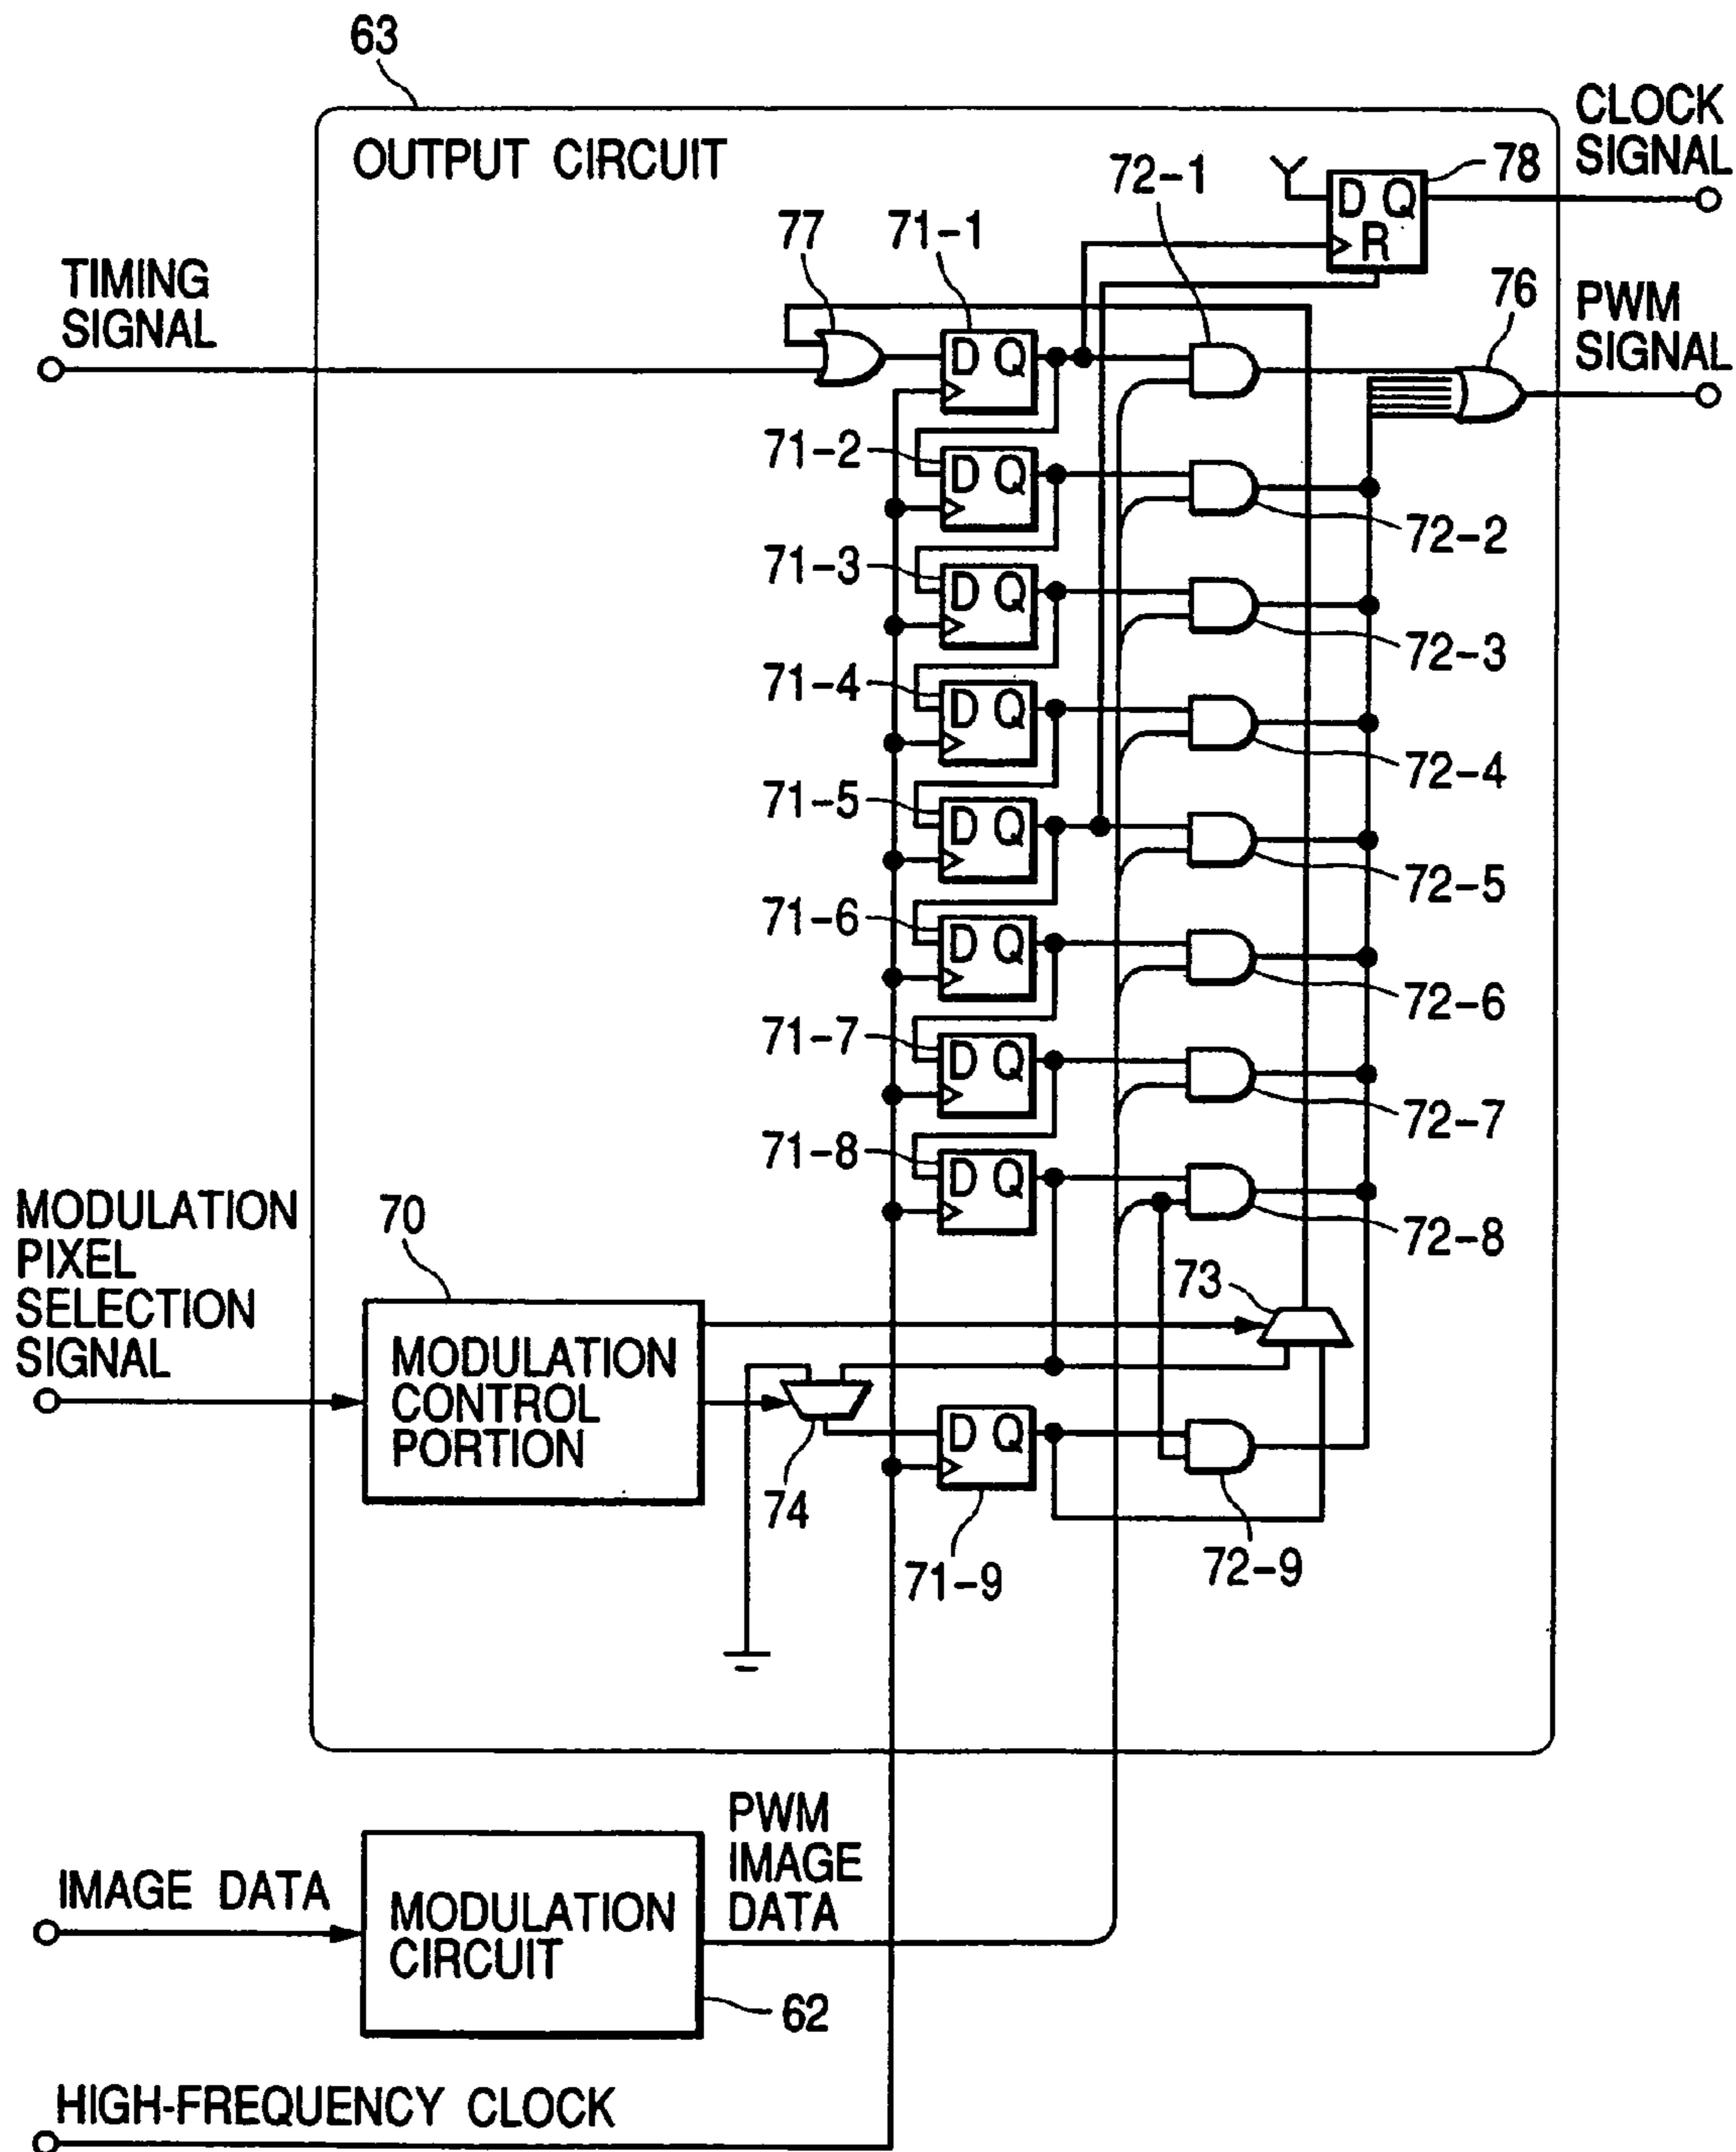 63
OUTPUT CIRCUIT
CLOCK
SIGNAL
72-1
78
D Q
R
77
71-1
TIMING
SIGNAL
76
PWM
SIGNAL
D Q
71-2
D Q
72-2
71-3
D Q
72-3
71-4
D Q
72-4
71-5
D Q
72-5
71-6
D Q
72-6
71-7
D Q
72-7
71-8
D Q
72-8
MODULATION
PIXEL
SELECTION
SIGNAL
70
73
MODULATION
CONTROL
PORTION
D Q
74
71-9
72-9
PWM
IMAGE
DATA
IMAGE DATA
MODULATION
CIRCUIT
62
HIGH-FREQUENCY CLOCK